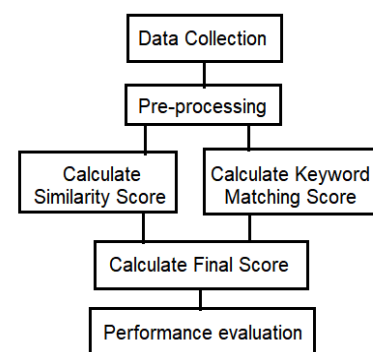 Data Collection
Pre-processing
Calculate
Similarity Score
Calculate Keyword
Matching Score
Calculate Final Score
Performance evaluation